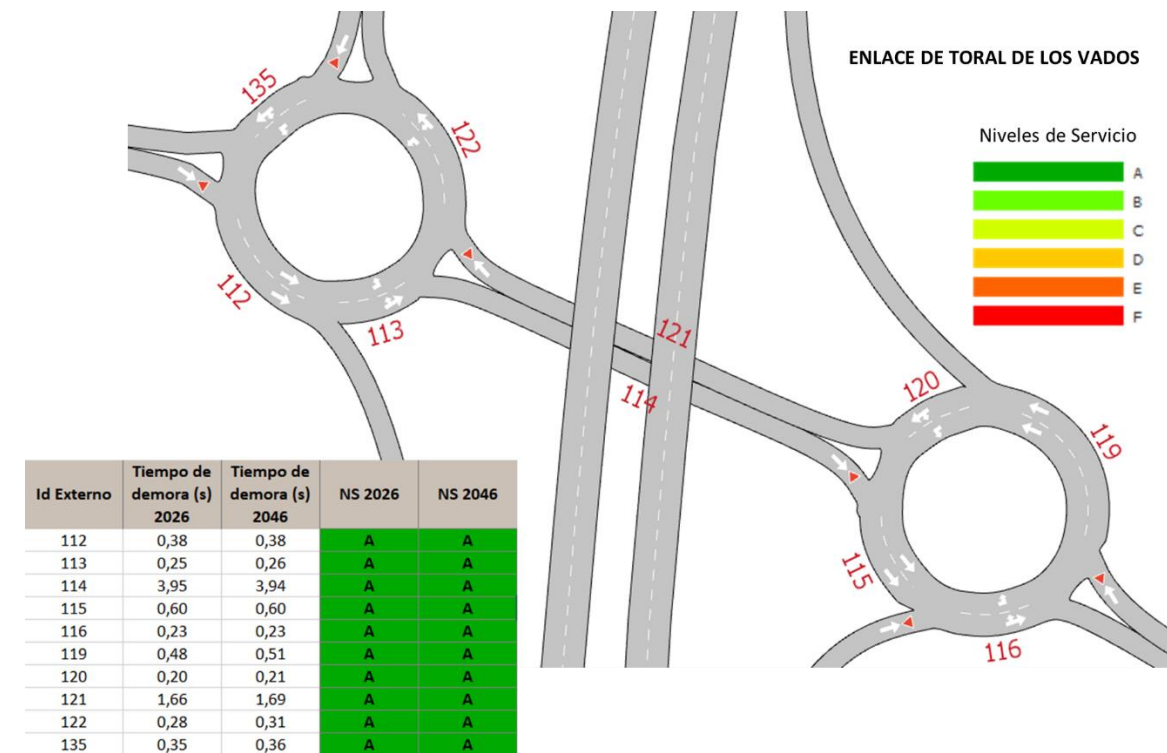 ENLACE DE TORAL DE LOS VADOS
Niveles de Servicio
A
B
C
D
E
F
135
122
112
113
121
114
120
119
115
116
Id Externo Tiempo de demora (s) 2026 Tiempo de demora (s) 2046 NS 2026 NS 2046
112 0,38 0,38 A A
113 0,25 0,26 A A
114 3,95 3,94 A A
115 0,60 0,60 A A
116 0,23 0,23 A A
119 0,48 0,51 A A
120 0,20 0,21 A A
121 1,66 1,69 A A
122 0,28 0,31 A A
135 0,35 0,36 A A